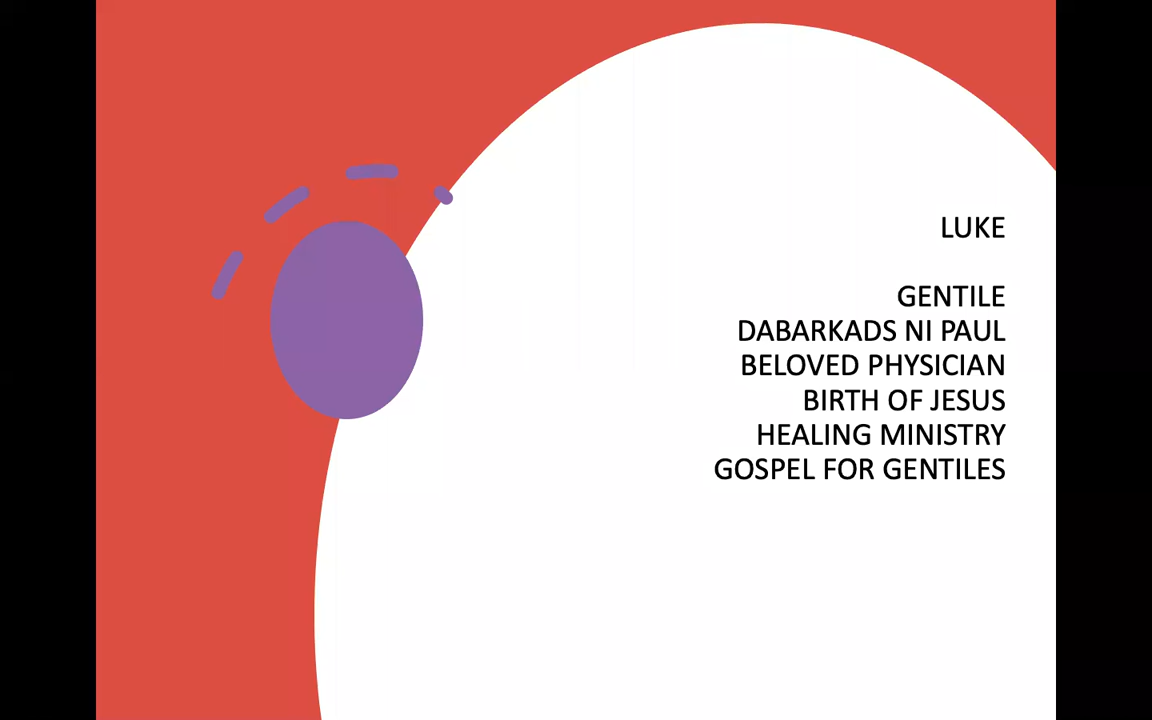 LUKE
GENTILE
DABARKADS NI PAUL
BELOVED PHYSICIAN
BIRTH OF JESUS
HEALING MINISTRY
GOSPEL FOR GENTILES